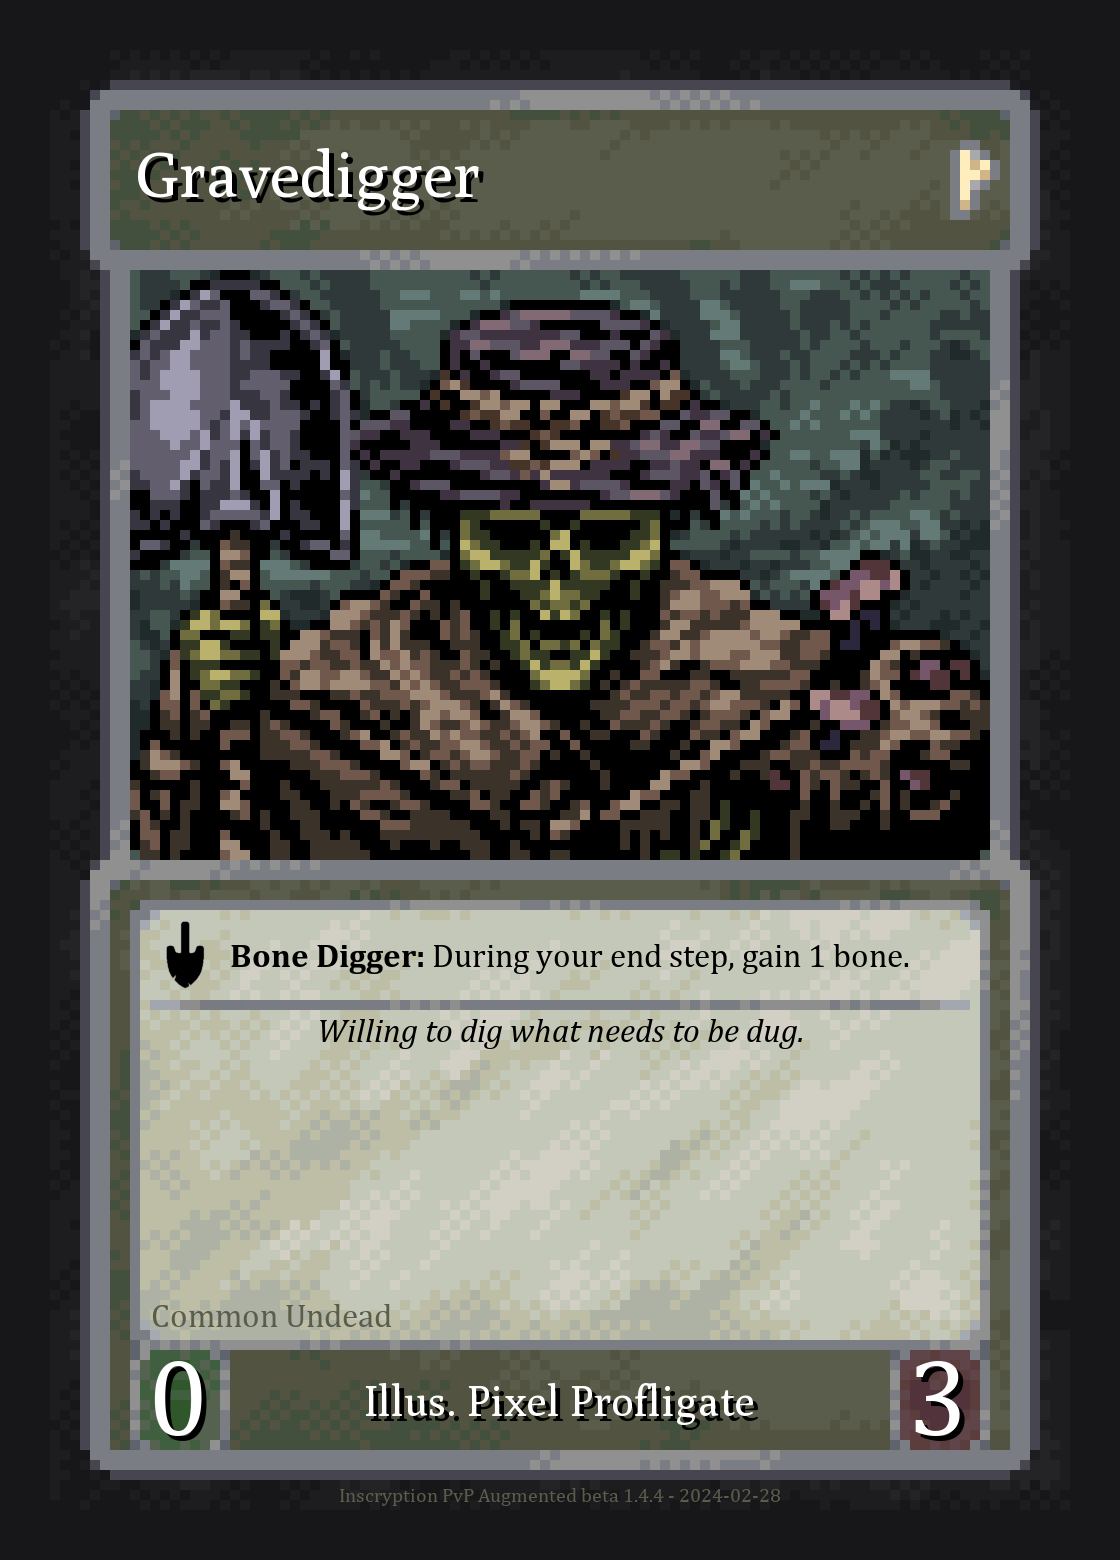 Gravedigger
Bone Digger: During your end step, gain 1 bone.
Willing to dig what needs to be dug.
Common Undead
0
Illus. Pixel Profligate
3
Inscryption PvP Augmented beta 1.4.4 - 2024-02-28